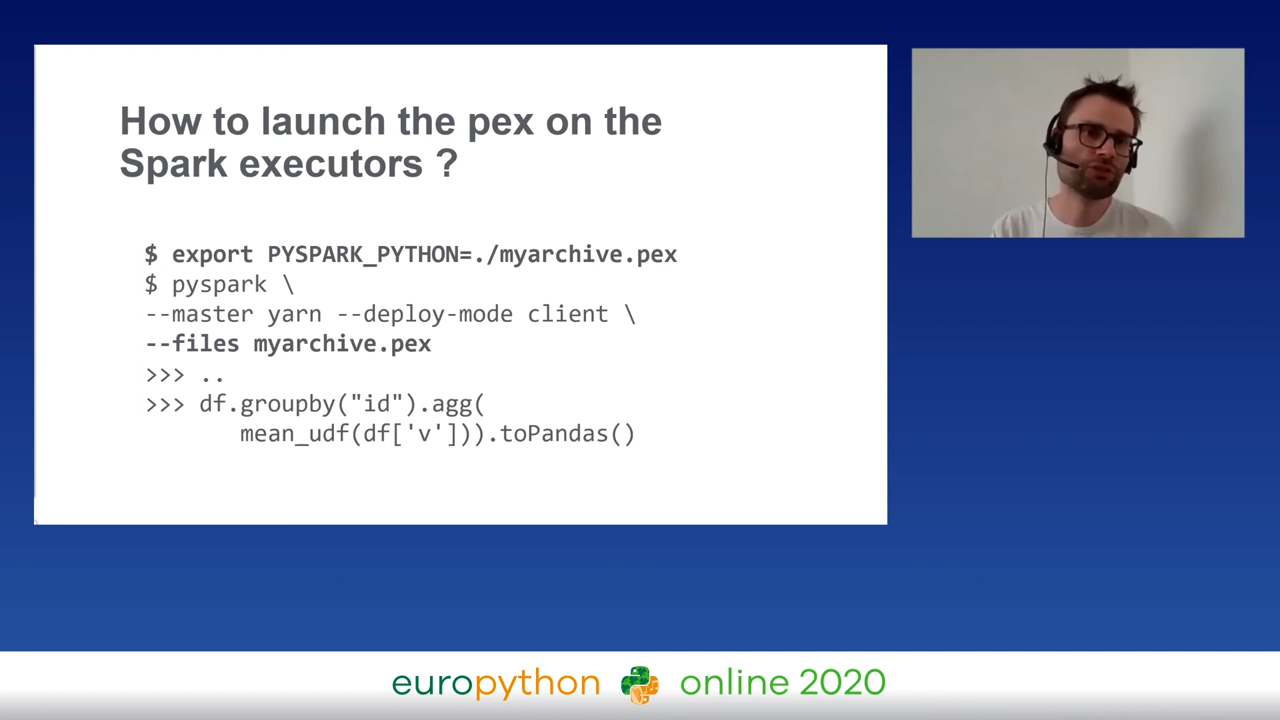 How to launch the pex on the
Spark executors ?
$ export PYSPARK_PYTHON=./myarchive.pex
$ pyspark \
--master yarn --deploy-mode client \
--files myarchive.pex
>>> ..
>>> df.groupby("id").agg(
mean_udf(df['v'])).toPandas()
europython online 2020